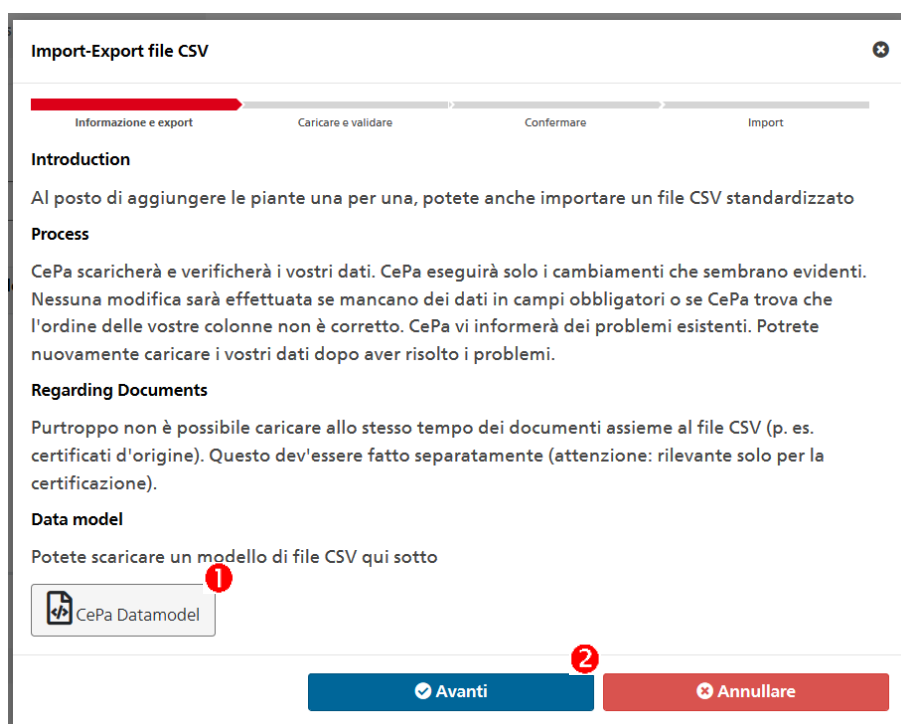 Import-Export file CSV
Informazione e export
Caricare e validare
Confermare
Import
Introduction
Al posto di aggiungere le piante una per una, potete anche importare un file CSV standardizzato
Process
CePa scaricherà e verificherà i vostri dati. CePa eseguirà solo i cambiamenti che sembrano evidenti.
Nessuna modifica sarà effettuata se mancano dei dati in campi obbligatori o se CePa trova che
l'ordine delle vostre colonne non è corretto. CePa vi informerà dei problemi esistenti. Potrete
nuovamente caricare i vostri dati dopo aver risolto i problemi.
Regarding Documents
Purtroppo non è possibile caricare allo stesso tempo dei documenti assieme al file CSV (p. es.
certificati d'origine). Questo dev'essere fatto separatamente (attenzione: rilevante solo per la
certificazione).
Data model
Potete scaricare un modello di file CSV qui sotto
1
CePa Datamodel
2
Avanti
Annullare